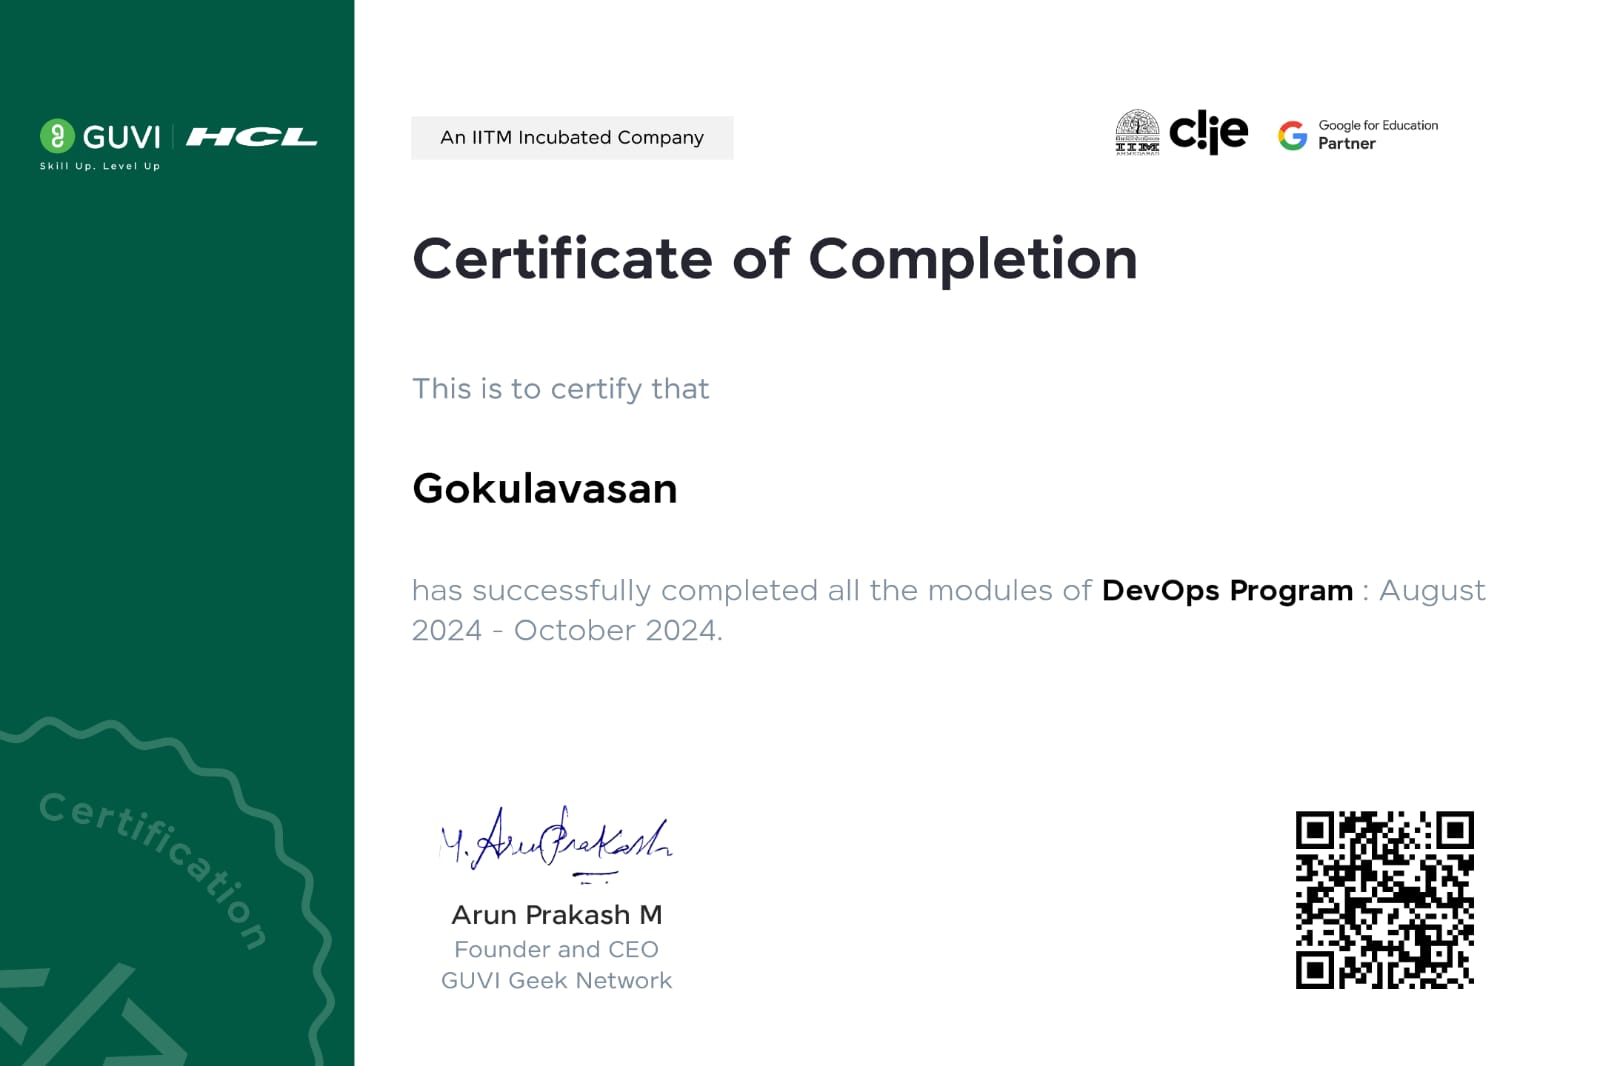 GUVI
HCL
Skill Up. Level Up
An IITM Incubated Company
IIM
AHMEDABAD
c!ie
Google for Education
Partner
Certificate of Completion
This is to certify that
Gokulavasan
has successfully completed all the modules of DevOps Program : August
2024 - October 2024.
Certification
M. Arun Prakash
Arun Prakash M
Founder and CEO
GUVI Geek Network